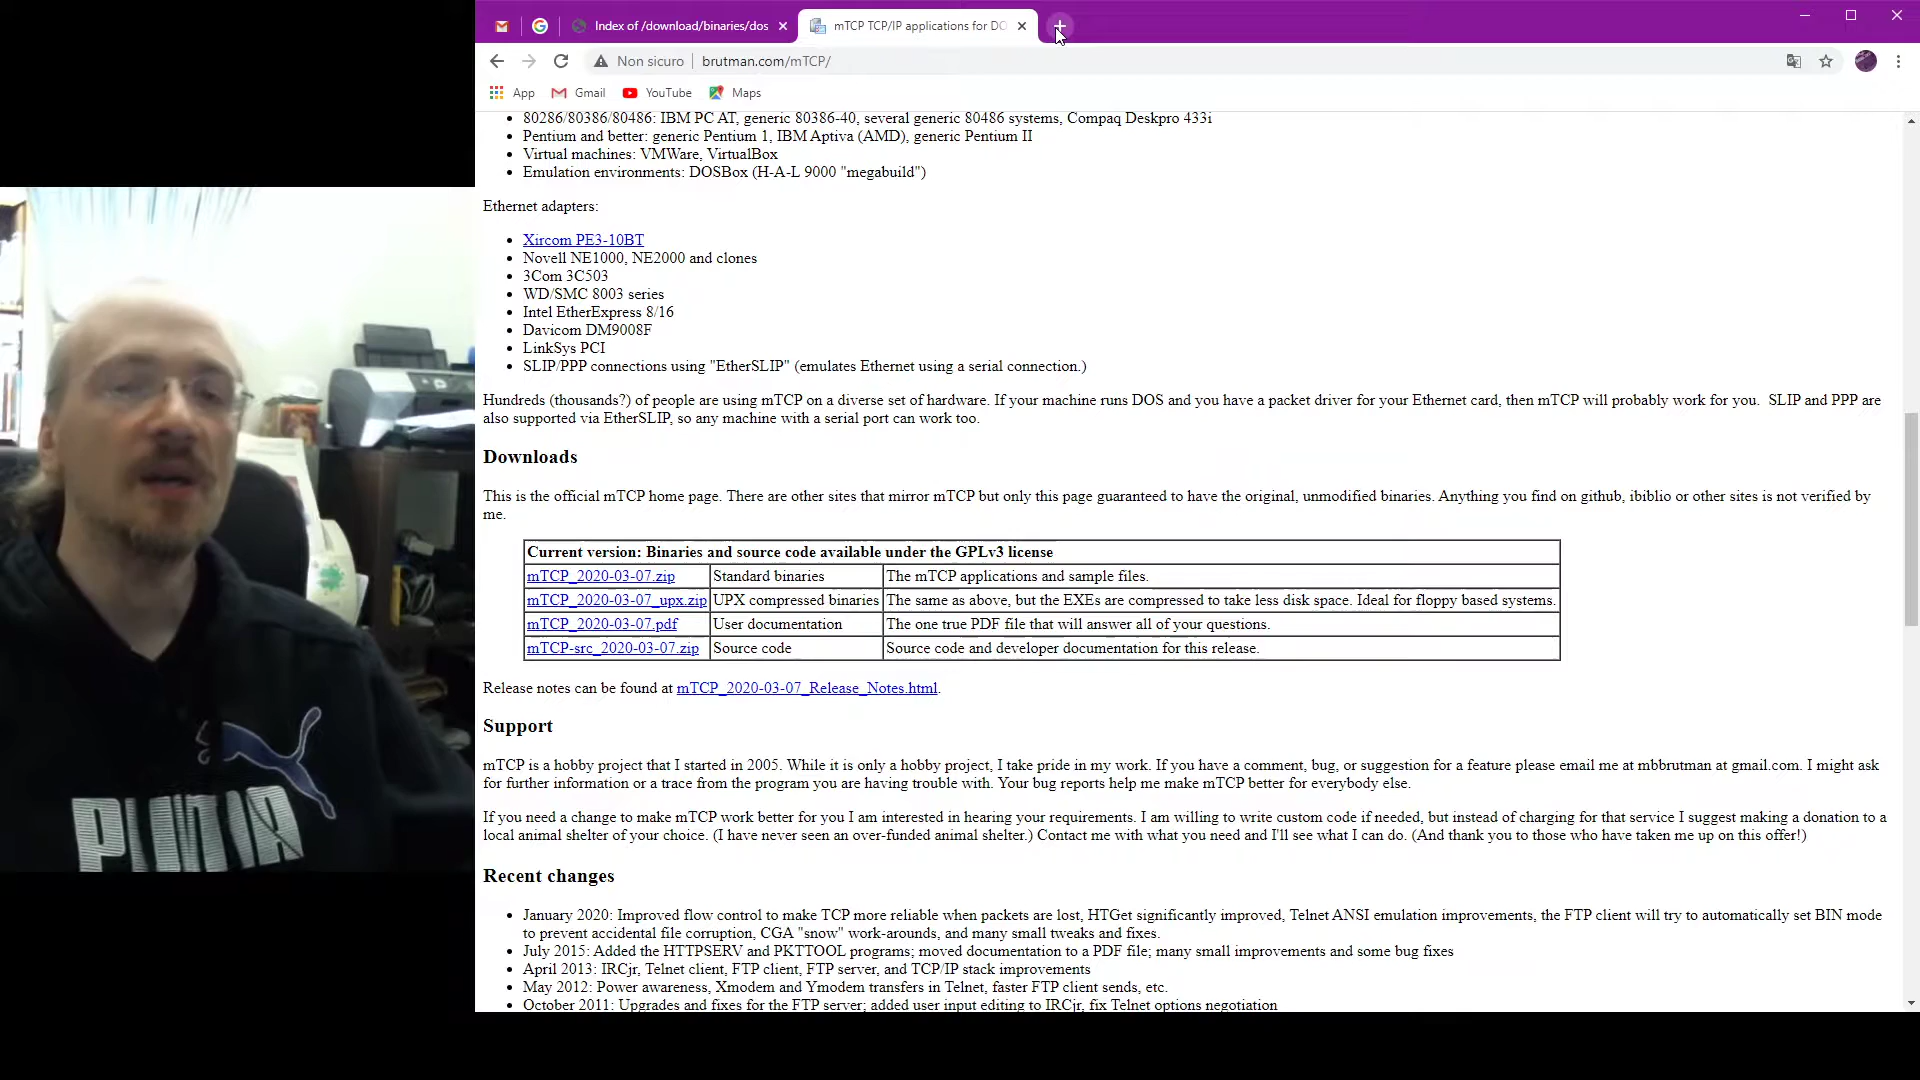 Index of /download/binaries/dos
mTCP TCP/IP applications for DO
Non sicuro
brutman.com/mTCP/
App
Gmail
YouTube
Maps
80286/80386/80486: IBM PC AT, generic 80386-40, several generic 80486 systems, Compaq Deskpro 433i
Pentium and better: generic Pentium 1, IBM Aptiva (AMD), generic Pentium II
Virtual machines: VMWare, VirtualBox
Emulation environments: DOSBox (H-A-L 9000 "megabuild")
Ethernet adapters:
Xircom PE3-10BT
Novell NE1000, NE2000 and clones
3Com 3C503
WD/SMC 8003 series
Intel EtherExpress 8/16
Davicom DM9008F
LinkSys PCI
SLIP/PPP connections using "EtherSLIP" (emulates Ethernet using a serial connection.)
Hundreds (thousands?) of people are using mTCP on a diverse set of hardware. If your machine runs DOS and you have a packet driver for your Ethernet card, then mTCP will probably work for you.  SLIP and PPP are
also supported via EtherSLIP, so any machine with a serial port can work too.
Downloads
This is the official mTCP home page. There are other sites that mirror mTCP but only this page guaranteed to have the original, unmodified binaries. Anything you find on github, ibiblio or other sites is not verified by
me.
Current version: Binaries and source code available under the GPLv3 license
mTCP_2020-03-07.zip Standard binaries The mTCP applications and sample files.
mTCP_2020-03-07_upx.zip UPX compressed binaries The same as above, but the EXEs are compressed to take less disk space. Ideal for floppy based systems.
mTCP_2020-03-07.pdf User documentation The one true PDF file that will answer all of your questions.
mTCP-src_2020-03-07.zip Source code Source code and developer documentation for this release.
Release notes can be found at mTCP_2020-03-07_Release_Notes.html.
Support
mTCP is a hobby project that I started in 2005. While it is only a hobby project, I take pride in my work. If you have a comment, bug, or suggestion for a feature please email me at mbbrutman at gmail.com. I might ask
for further information or a trace from the program you are having trouble with. Your bug reports help me make mTCP better for everybody else.
If you need a change to make mTCP work better for you I am interested in hearing your requirements. I am willing to write custom code if needed, but instead of charging for that service I suggest making a donation to a
local animal shelter of your choice. (I have never seen an over-funded animal shelter.) Contact me with what you need and I'll see what I can do. (And thank you to those who have taken me up on this offer!)
Recent changes
January 2020: Improved flow control to make TCP more reliable when packets are lost, HTGet significantly improved, Telnet ANSI emulation improvements, the FTP client will try to automatically set BIN mode
to prevent accidental file corruption, CGA "snow" work-arounds, and many small tweaks and fixes.
July 2015: Added the HTTPSERV and PKTTOOL programs; moved documentation to a PDF file; many small improvements and some bug fixes
April 2013: IRCjr, Telnet client, FTP client, FTP server, and TCP/IP stack improvements
May 2012: Power awareness, Xmodem and Ymodem transfers in Telnet, faster FTP client sends, etc.
October 2011: Upgrades and fixes for the FTP server; added user input editing to IRCjr, fix Telnet options negotiation
PUMA